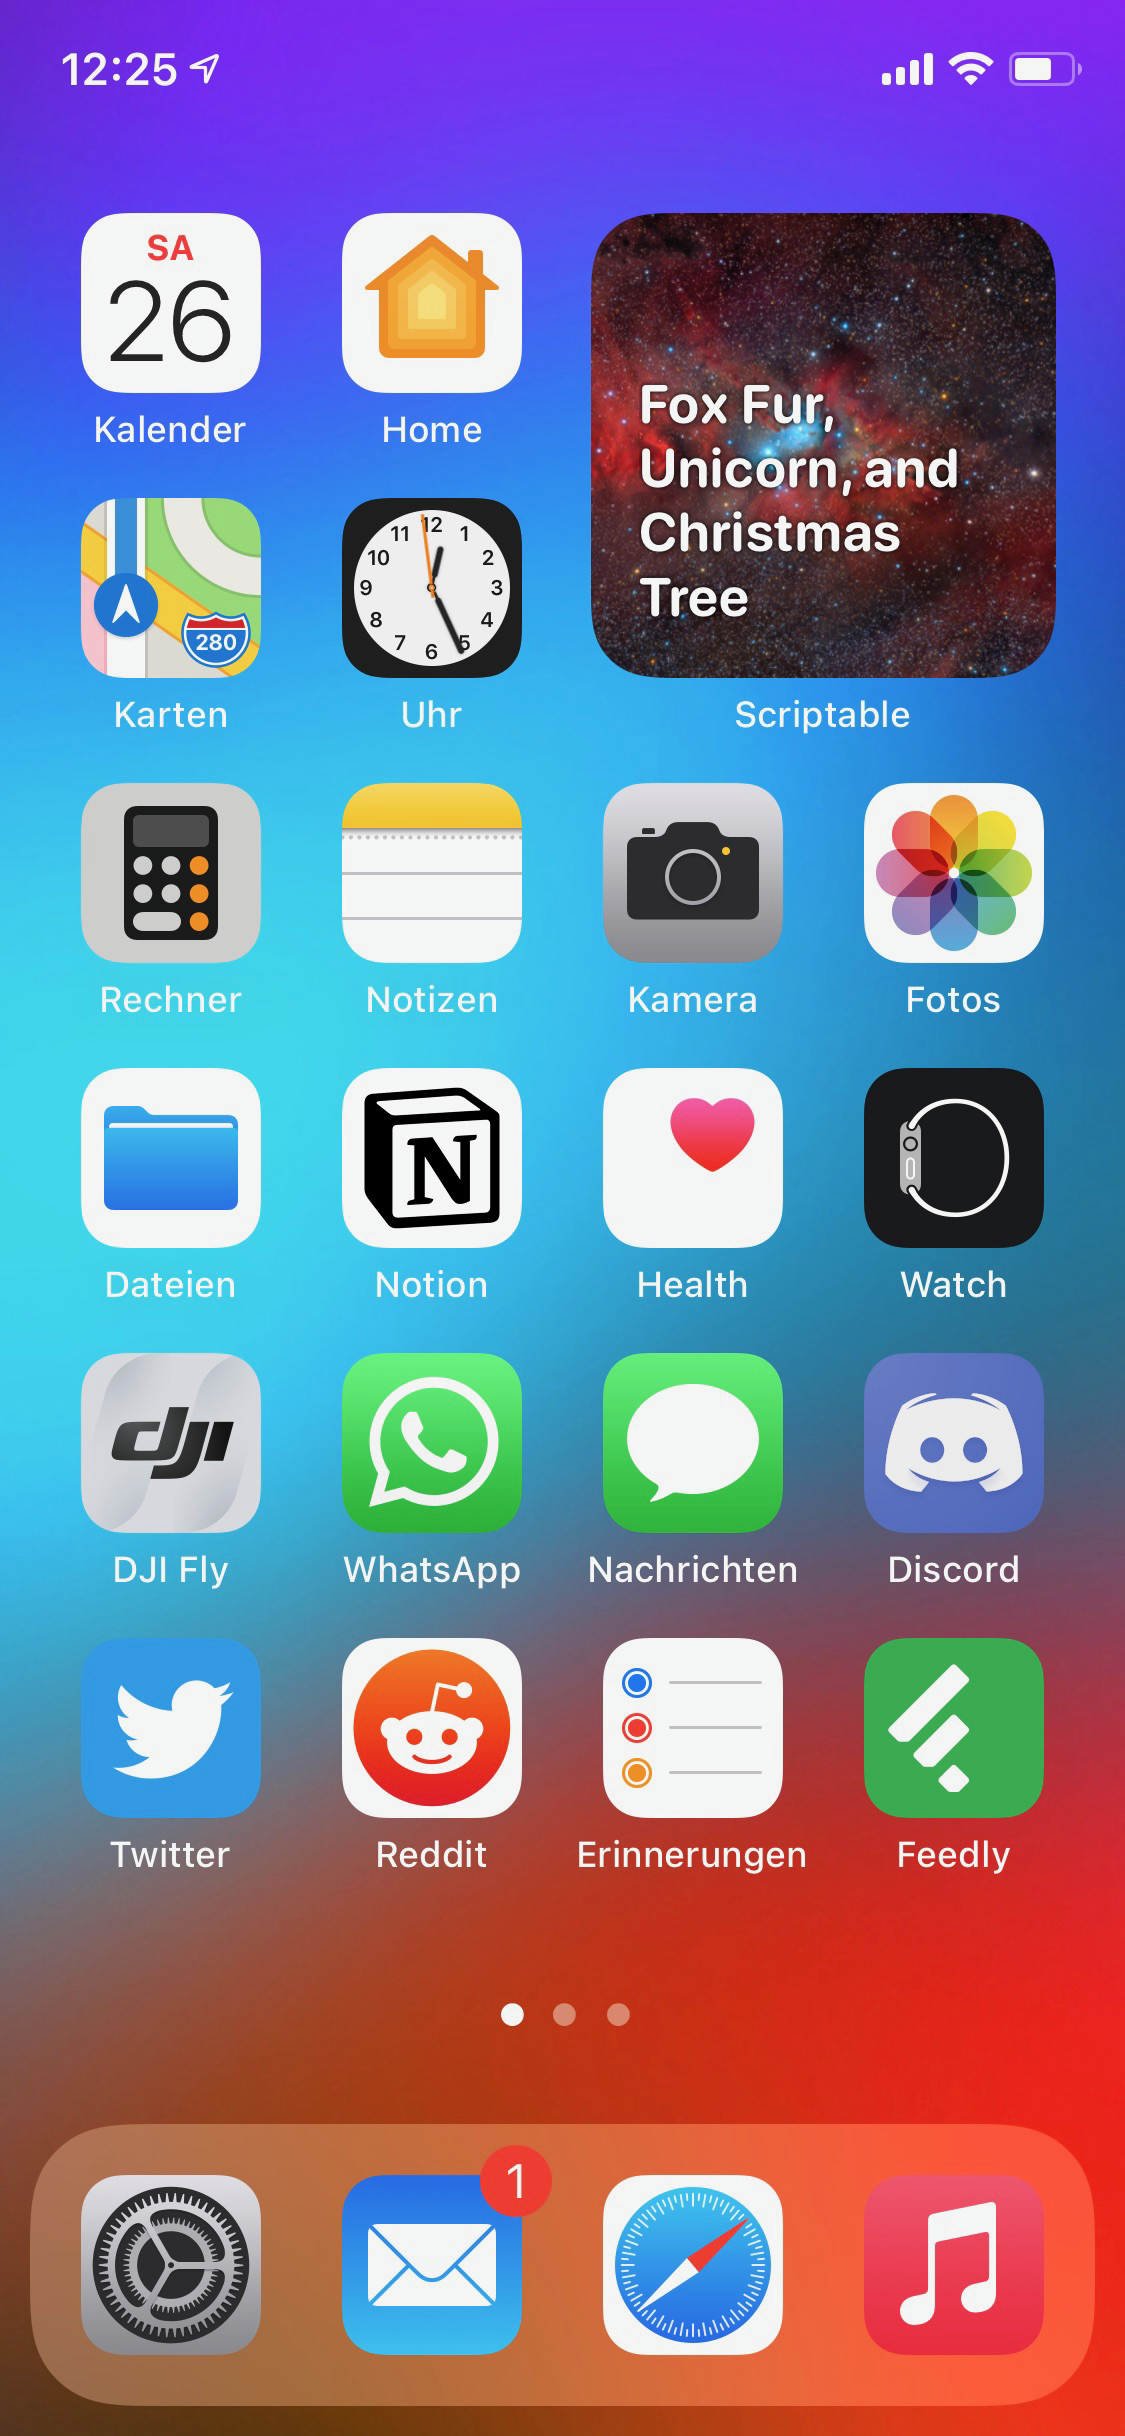 12:25
SA
26
Kalender
Home
Fox Fur,
Unicorn, and
Christmas
Tree
280
12
1
2
3
4
5
6
7
8
9
10
11
Karten
Uhr
Scriptable
Rechner
Notizen
Kamera
Fotos
N
Dateien
Notion
Health
Watch
dji
DJI Fly
WhatsApp
Nachrichten
Discord
Twitter
Reddit
Erinnerungen
Feedly
1